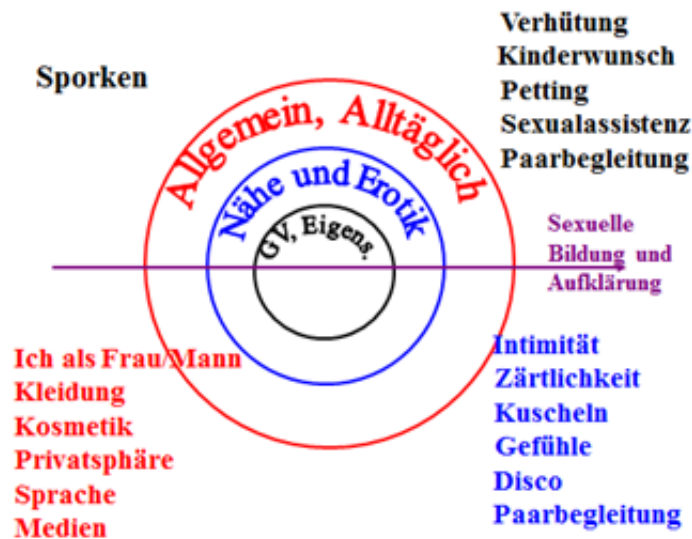 Sporken
Verhütung
Kinderwunsch
Petting
Sexualassistenz
Paarbegleitung
Allgemein, Alltäglich
Nähe und Erotik
GV, Eigens.
Sexuelle
Bildung und
Aufklärung
Ich als Frau/Mann
Kleidung
Kosmetik
Privatsphäre
Sprache
Medien
Intimität
Zärtlichkeit
Kuscheln
Gefühle
Disco
Paarbegleitung